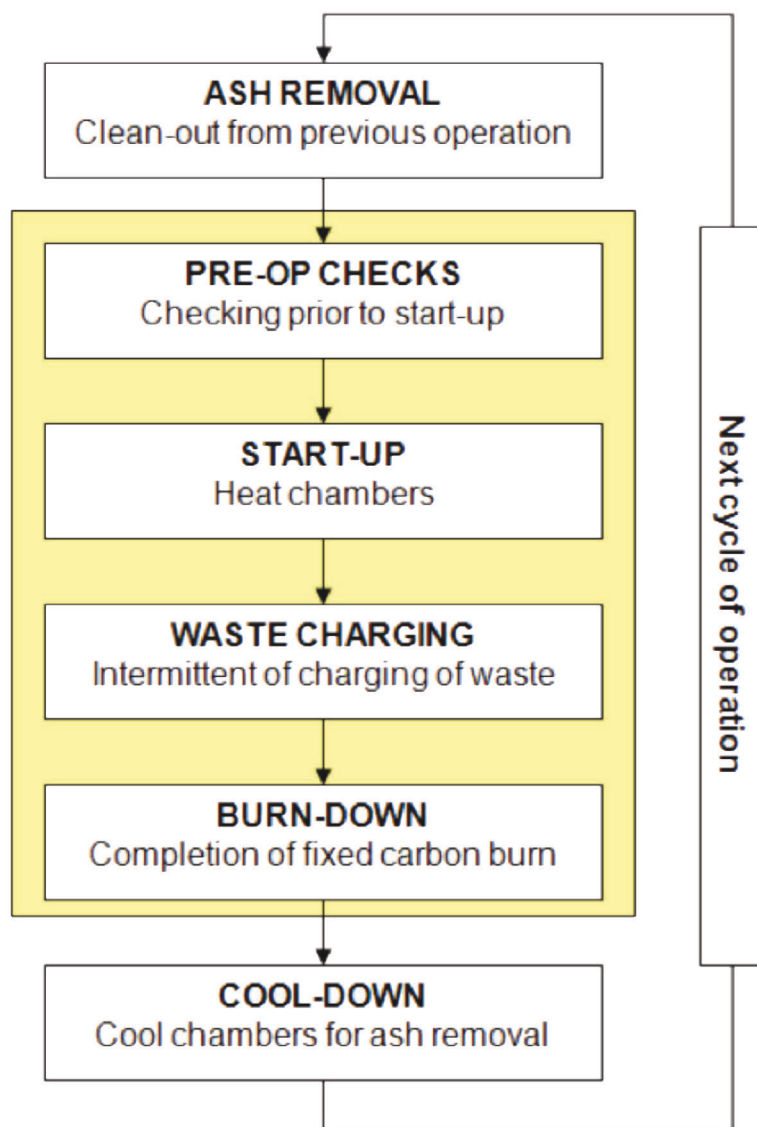 ASH REMOVAL
Clean-out from previous operation
PRE-OP CHECKS
Checking prior to start-up
START-UP
Heat chambers
WASTE CHARGING
Intermittent of charging of waste
BURN-DOWN
Completion of fixed carbon burn
COOL-DOWN
Cool chambers for ash removal
Next cycle of operation